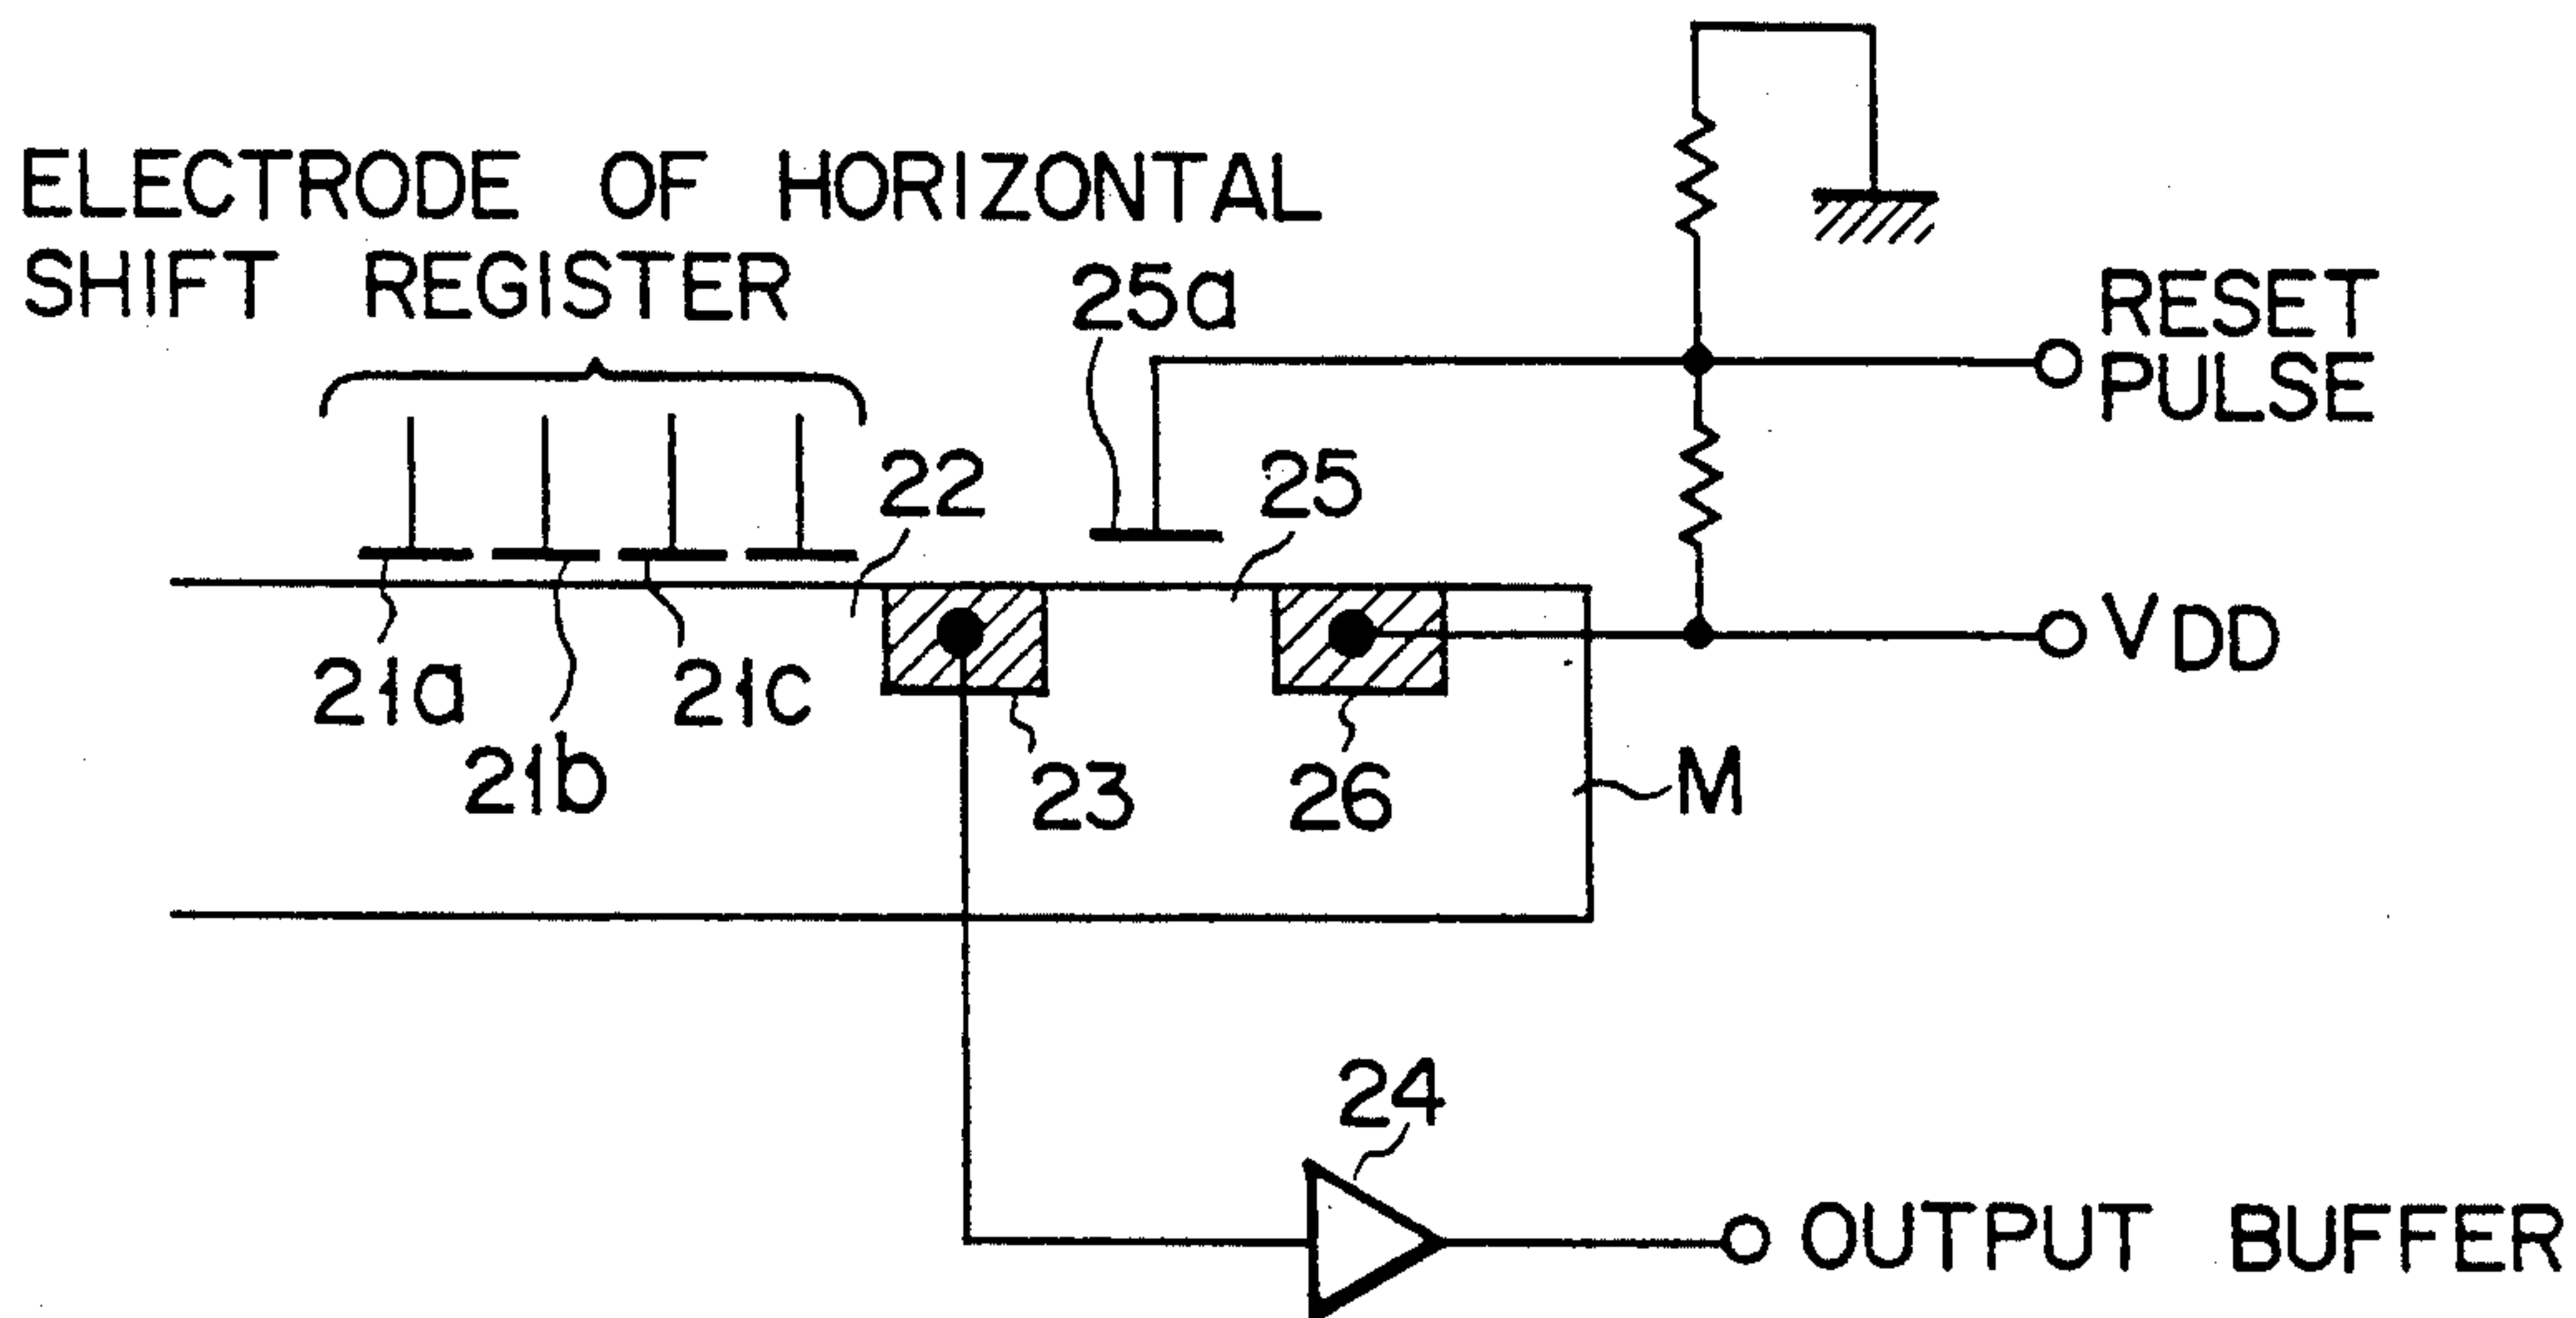 ELECTRODE OF HORIZONTAL
SHIFT REGISTER
25a
RESET
PULSE
22
25
VDD
21a
21c
21b
23
26
M
24
OUTPUT BUFFER